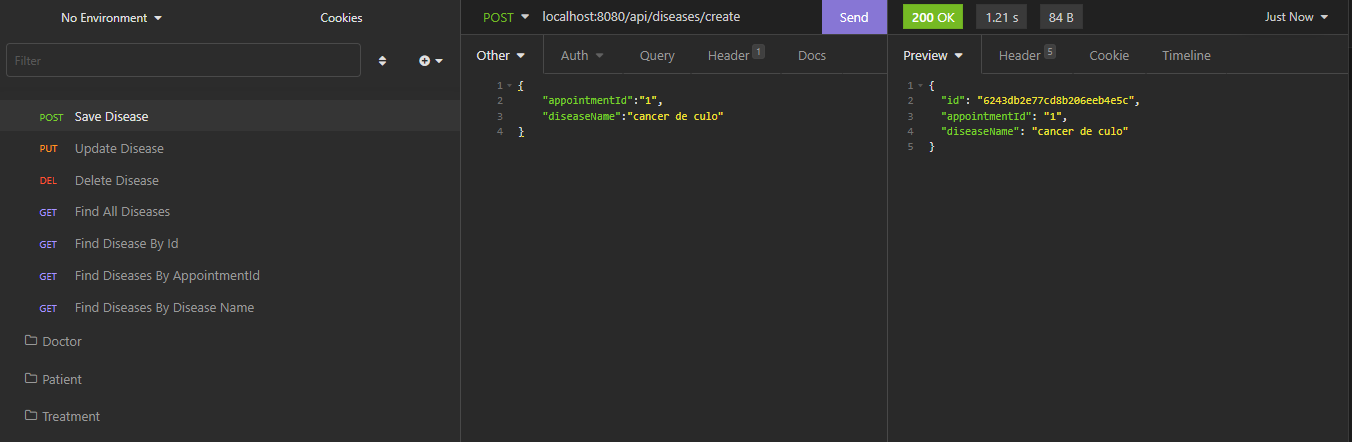 No Environment
Cookies
Filter
POST Save Disease
PUT Update Disease
DEL Delete Disease
GET Find All Diseases
GET Find Disease By Id
GET Find Diseases By AppointmentId
GET Find Diseases By Disease Name
Doctor
Patient
Treatment
POST localhost:8080/api/diseases/create Send
Other Auth Query Header 1 Docs
1 {
2 "appointmentId":"1",
3 "diseaseName":"cancer de culo"
4 }
200 OK 1.21 s 84 B Just Now
Preview Header 5 Cookie Timeline
1 {
2 "id": "6243db2e77cd8b206eeb4e5c",
3 "appointmentId": "1",
4 "diseaseName": "cancer de culo"
5 }